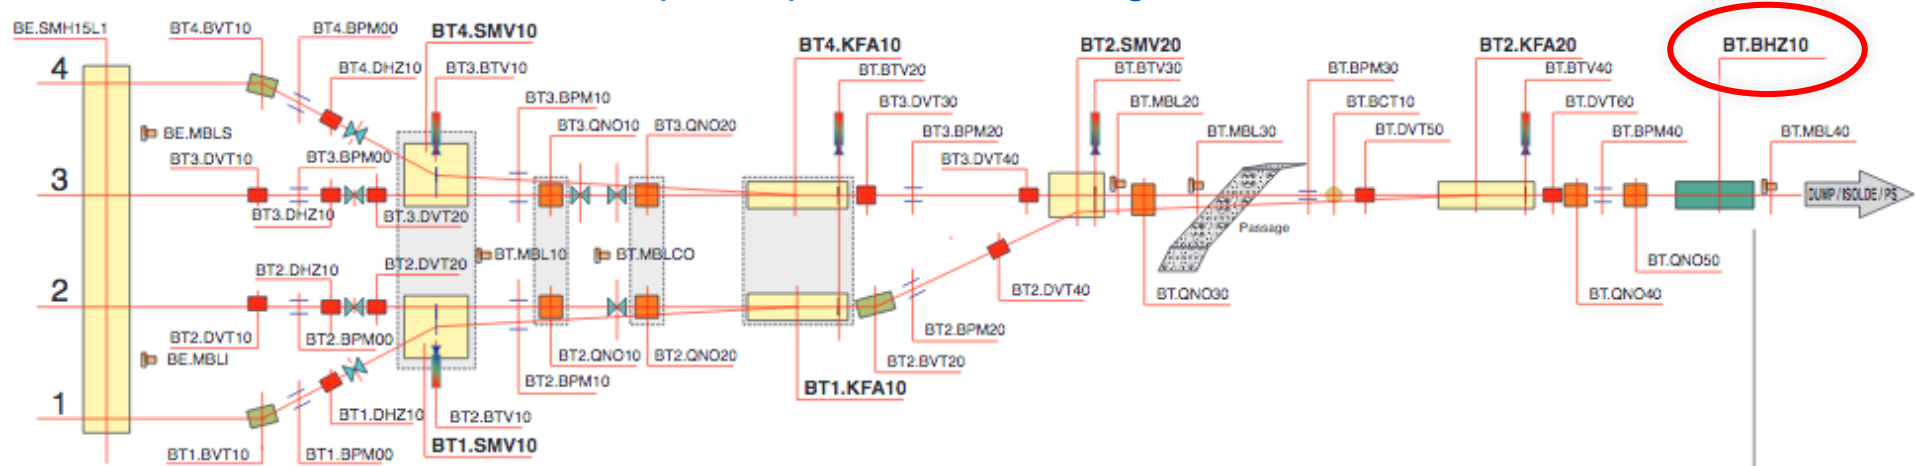 BE.SMH15L1
BT4.BVT10
BT4.BPM00
BT4.SMV10
BT4.KFA10
BT2.SMV20
BT2.KFA20
BT.BHZ10
4
BT4.DHZ10
BT3.BTV10
BT.BTV20
BT.BTV30
BT.BPM30
BT.BTV40
BT3.BPM10
BT3.DVT30
BT.MBL20
BT.BCT10
BT.DVT60
BE.MBLS
BT3.QNO10
BT3.QNO20
BT3.BPM20
BT.MBL30
BT.DVT50
BT.BPM40
BT.MBL40
BT3.DVT10
BT3.BPM00
BT3.DVT40
3
DUMP / ISOLDE / PS
BT3.DHZ10
BT.3.DVT20
Passage
BT.MBL10
BT.MBLCO
BT2.DHZ10
BT2.DVT20
BT.QNO50
2
BT2.DVT40
BT.QNO30
BT.QNO40
BT2.DVT10
BT2.BPM00
BT2.BPM20
BE.MBLI
BT2.QNO10
BT2.QNO20
BT2.BVT20
BT2.BPM10
BT1.KFA10
1
BT1.DHZ10
BT2.BTV10
BT1.SMV10
BT1.BVT10
BT1.BPM00